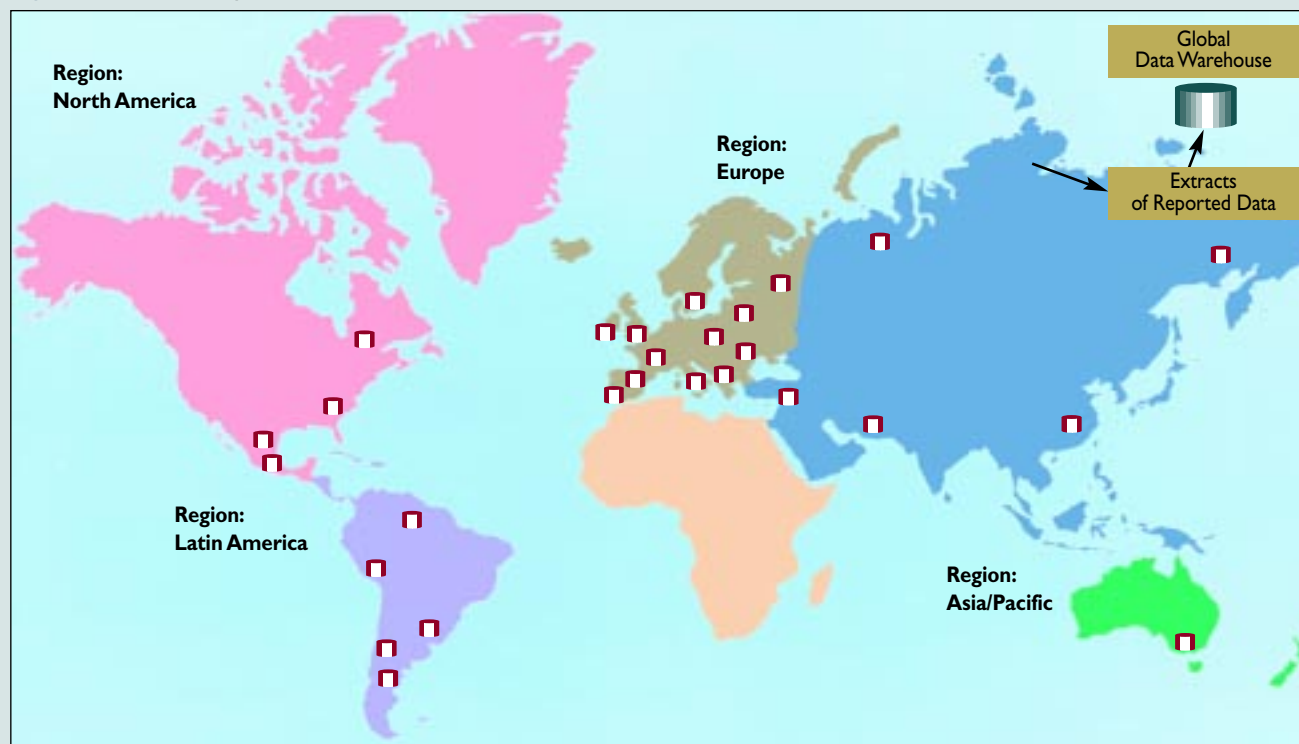 Region:
North America
Global
Data Warehouse
Region:
Europe
Extracts
of Reported Data
Region:
Latin America
Region:
Asia/Pacific